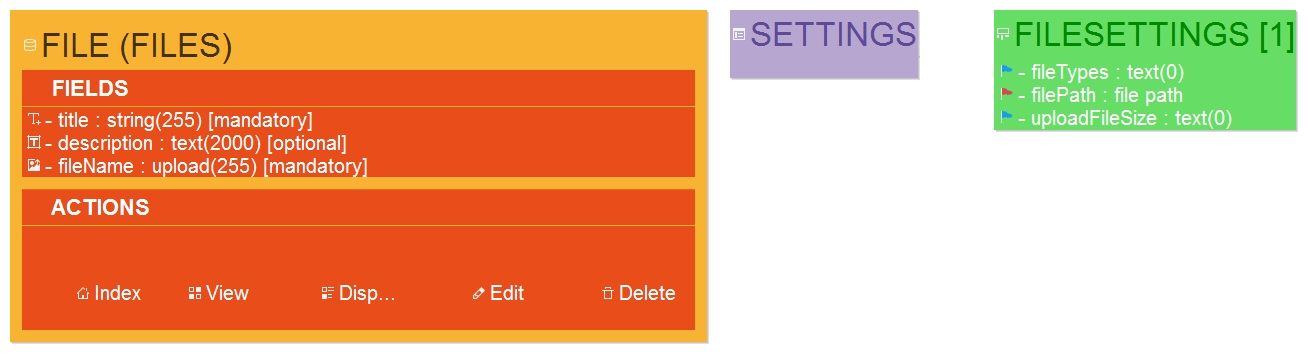 FILE (FILES)
FIELDS
- title : string(255) [mandatory]
- description : text(2000) [optional]
- fileName : upload(255) [mandatory]
ACTIONS
Index View Disp... Edit Delete
SETTINGS
FILESETTINGS [1]
- fileTypes : text(0)
- filePath : file path
- uploadFileSize : text(0)